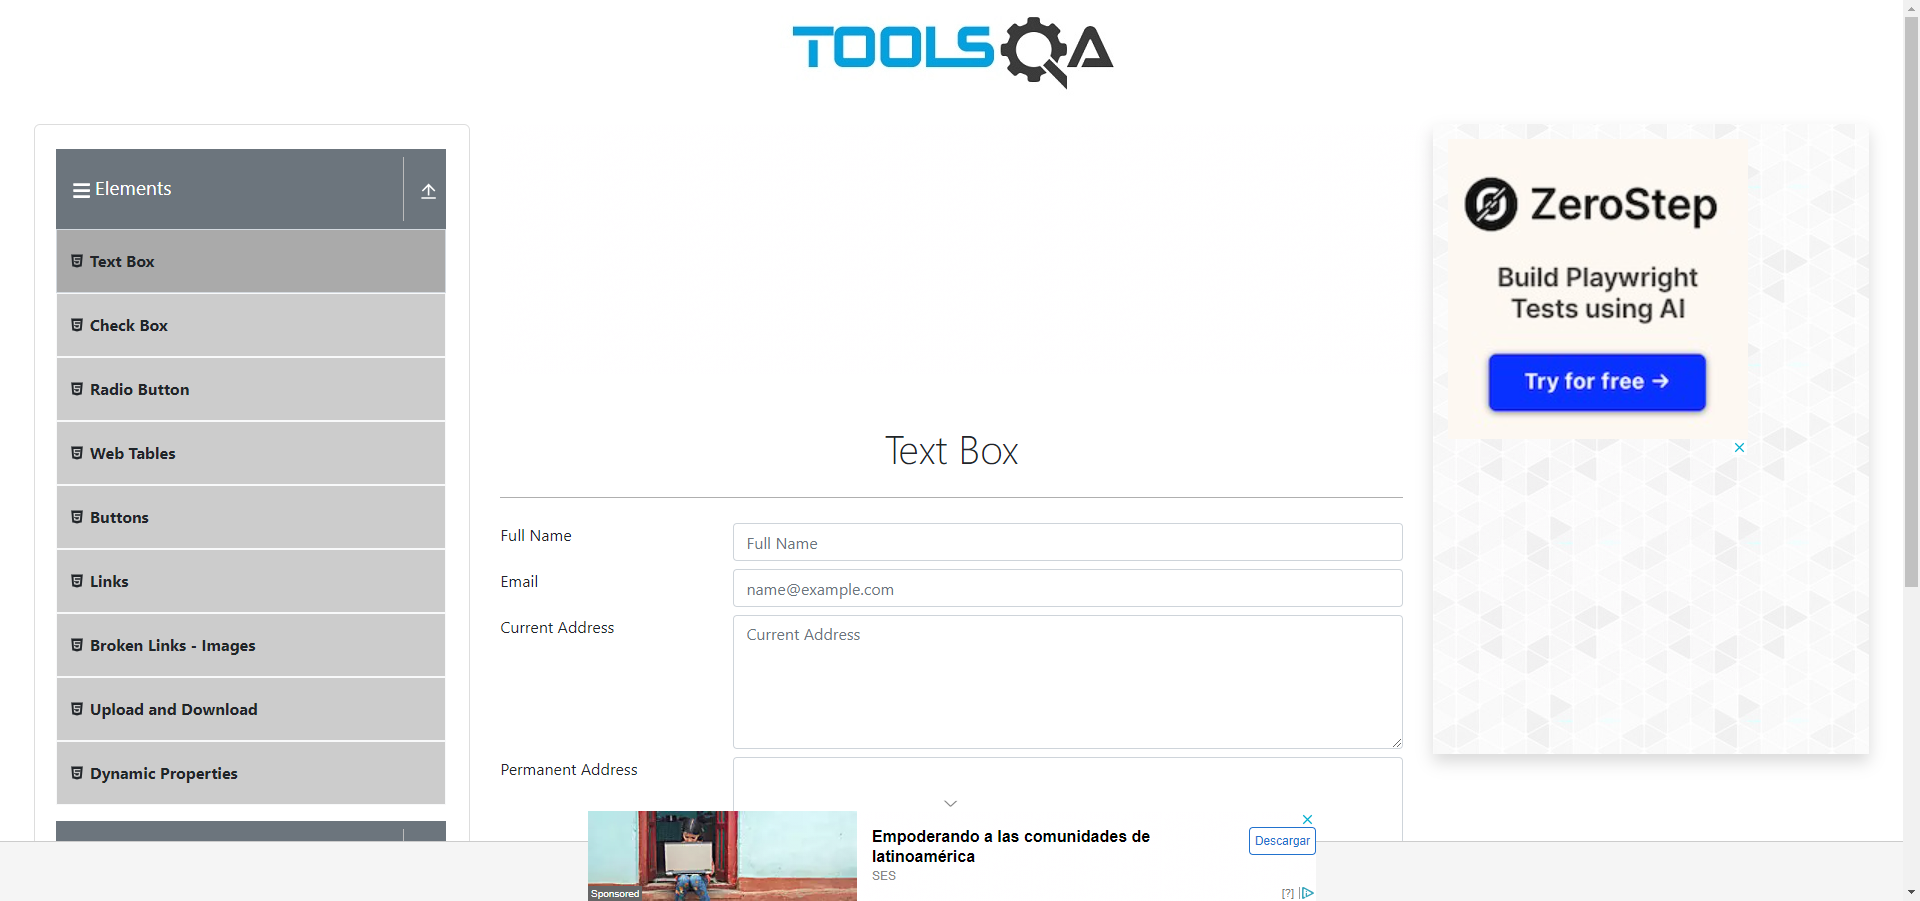 TOOLSQA
Elements
Text Box
Check Box
Radio Button
Web Tables
Buttons
Links
Broken Links - Images
Upload and Download
Dynamic Properties
Text Box
Full Name
Full Name
Email
name@example.com
Current Address
Current Address
Permanent Address
ZeroStep
Build Playwright
Tests using AI
Try for free →
Sponsored
Empoderando a las comunidades de
latinoamérica
SES
Descargar
[?]